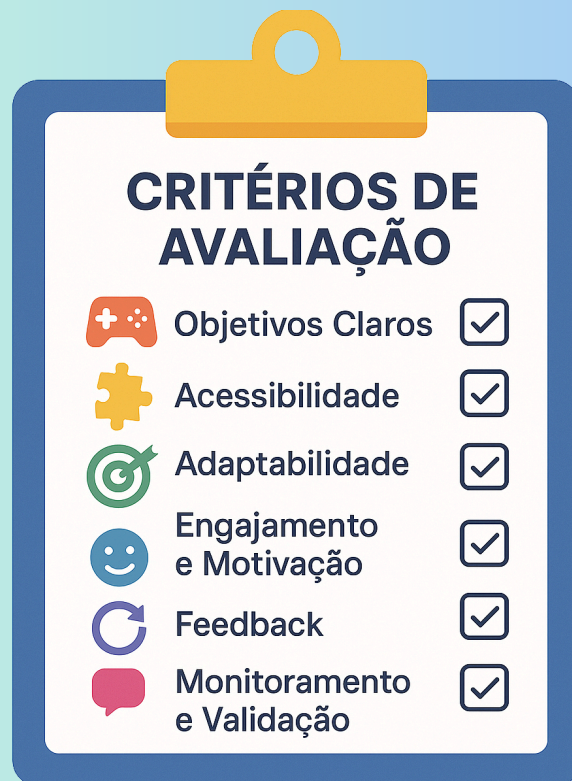 CRITÉRIOS DE
AVALIAÇÃO
Objetivos Claros
Acessibilidade
Adaptabilidade
Engajamento
e Motivação
Feedback
Monitoramento
e Validação